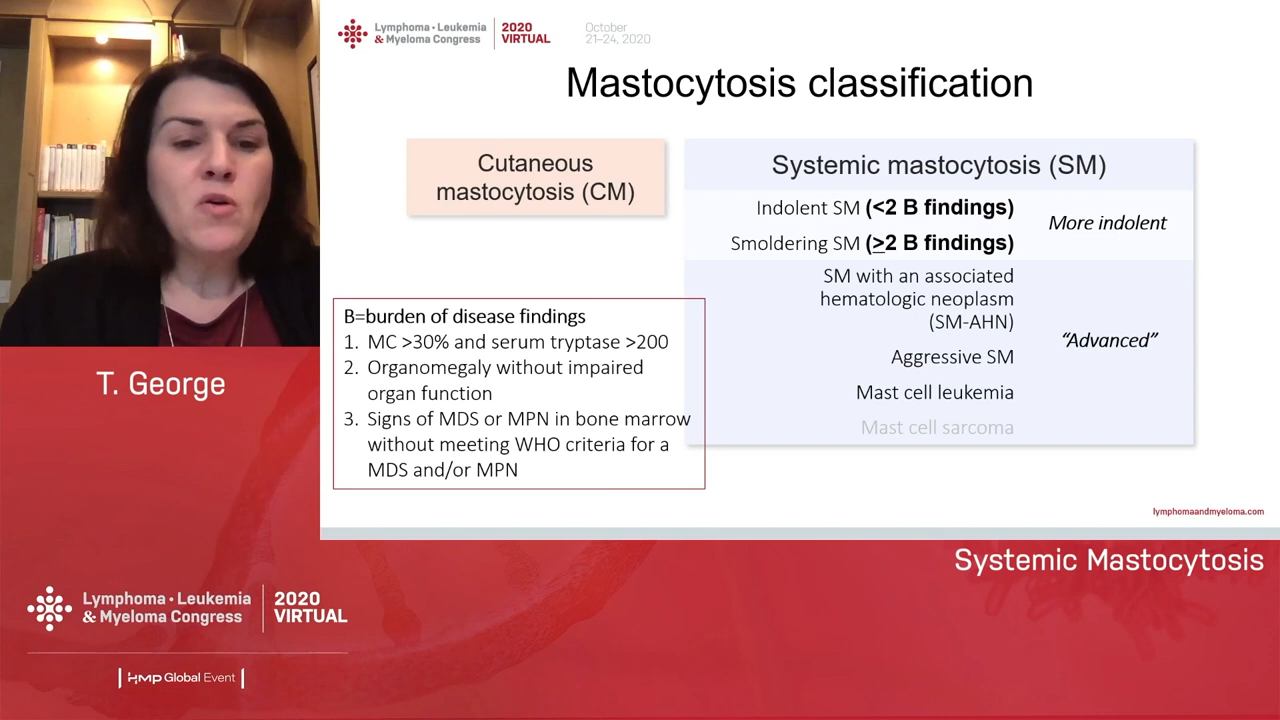 Lymphoma • Leukemia
& Myeloma Congress
2020
VIRTUAL
October
21–24, 2020
Mastocytosis classification
Cutaneous
mastocytosis (CM)
Systemic mastocytosis (SM)
Indolent SM (<2 B findings)
Smoldering SM (≥2 B findings)
More indolent
SM with an associated
hematologic neoplasm
(SM-AHN)
Aggressive SM
Mast cell leukemia
Mast cell sarcoma
“Advanced”
B=burden of disease findings
1. MC >30% and serum tryptase >200
2. Organomegaly without impaired
organ function
3. Signs of MDS or MPN in bone marrow
without meeting WHO criteria for a
MDS and/or MPN
lymphomaandmyeloma.com
T. George
Systemic Mastocytosis
Lymphoma • Leukemia
& Myeloma Congress
2020
VIRTUAL
HMP Global Event